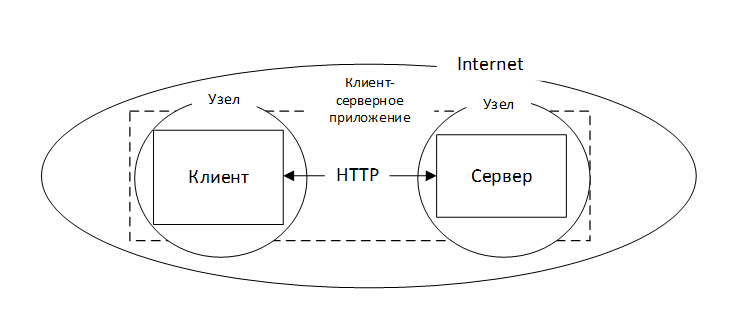 Internet
Клиент-
серверное
приложение
Узел
Узел
Клиент
HTTP
Сервер